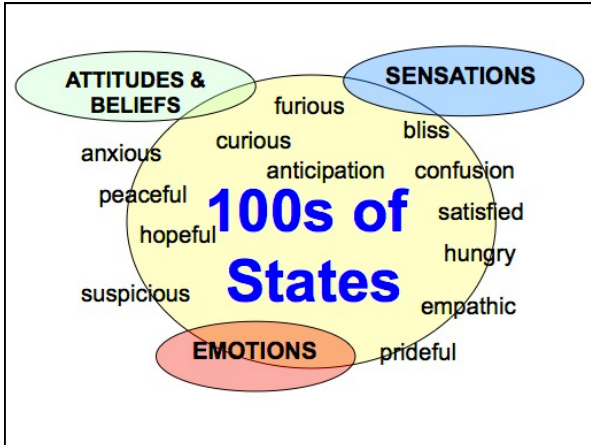 ATTITUDES &
BELIEFS
SENSATIONS
furious
bliss
curious
anxious
anticipation
confusion
peaceful
100s of
States
satisfied
hopeful
hungry
suspicious
empathic
EMOTIONS
prideful